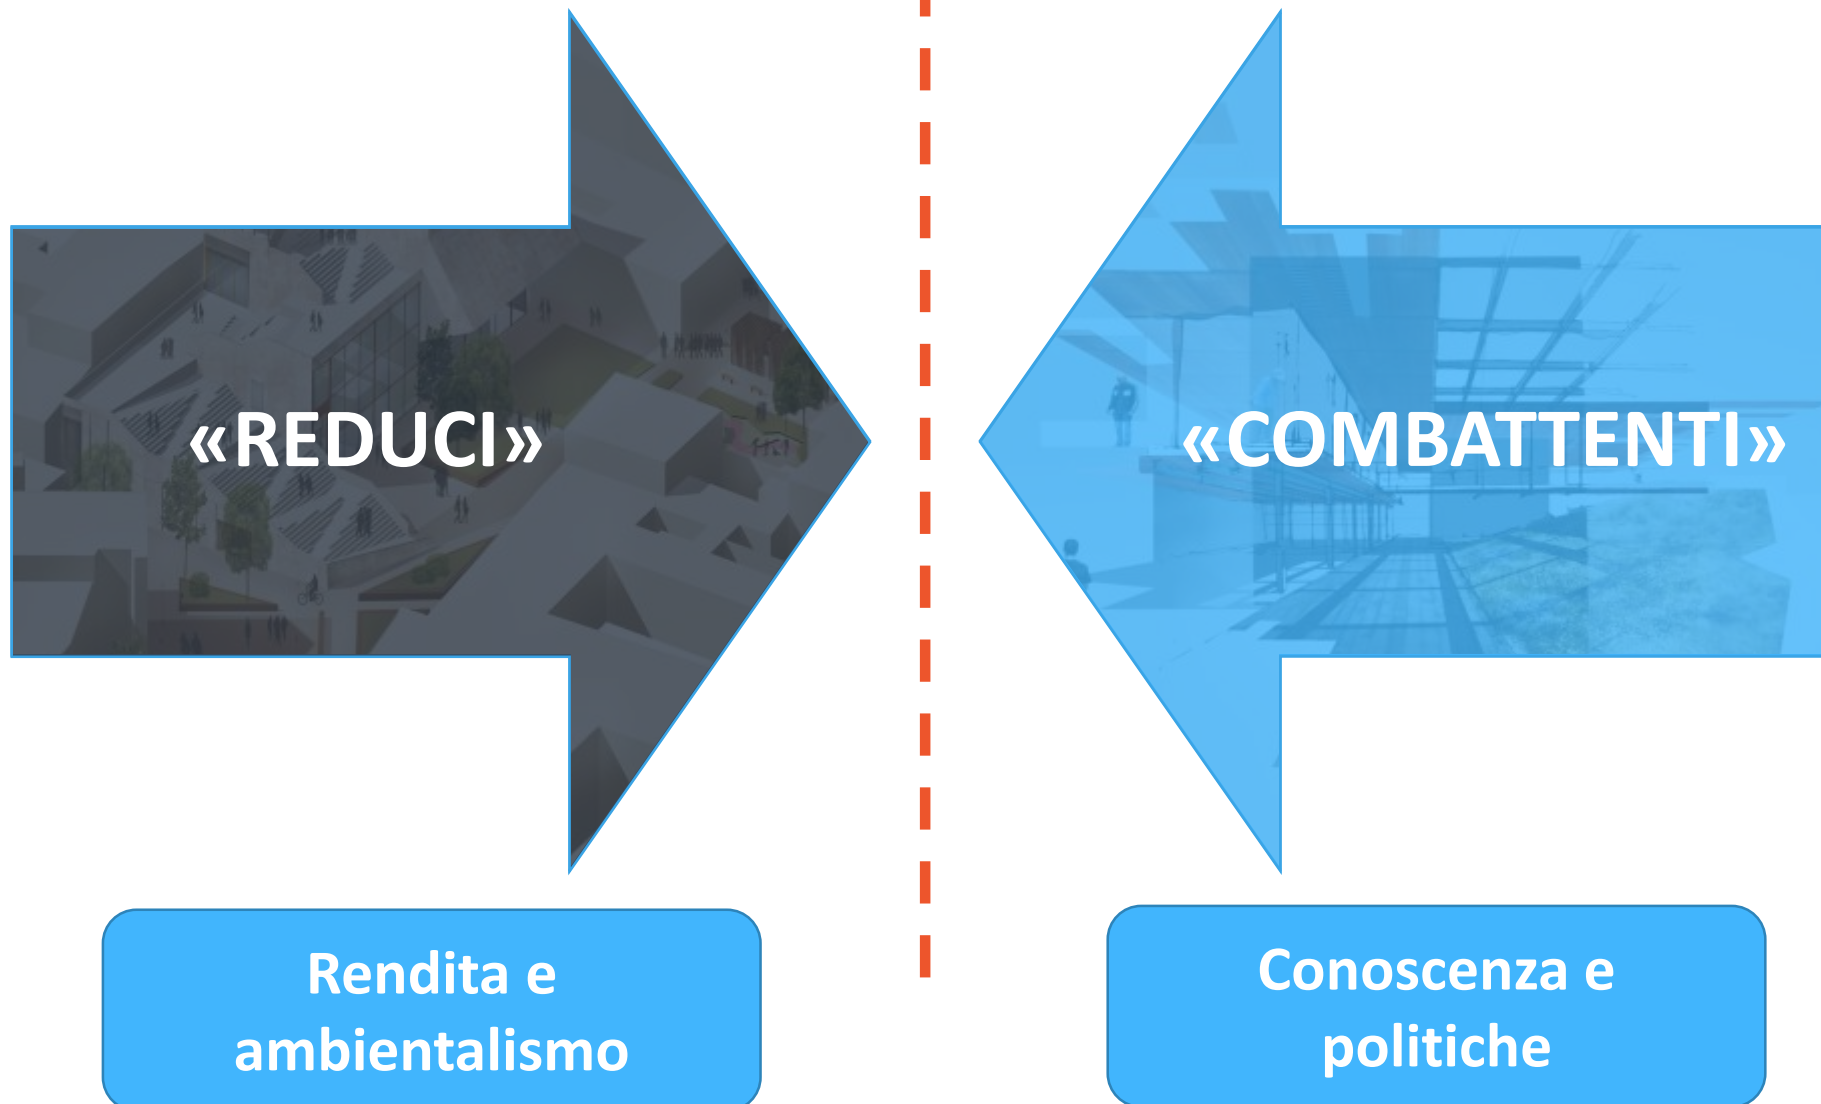 «REDUCI»
«COMBATTENTI»
Rendita e
ambientalismo
Conoscenza e
politiche